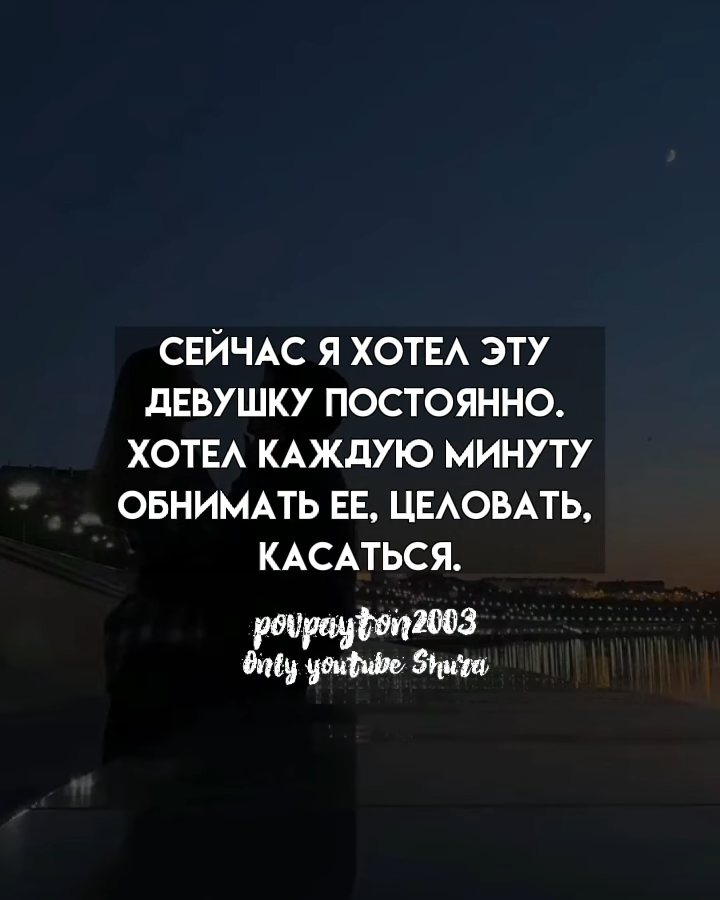 СЕЙЧАС Я ХОТЕЛ ЭТУ
ДЕВУШКУ ПОСТОЯННО.
ХОТЕЛ КАЖДУЮ МИНУТУ
ОБНИМАТЬ ЕЕ, ЦЕЛОВАТЬ,
КАСАТЬСЯ.
povpayton2003
Only youtube Shura